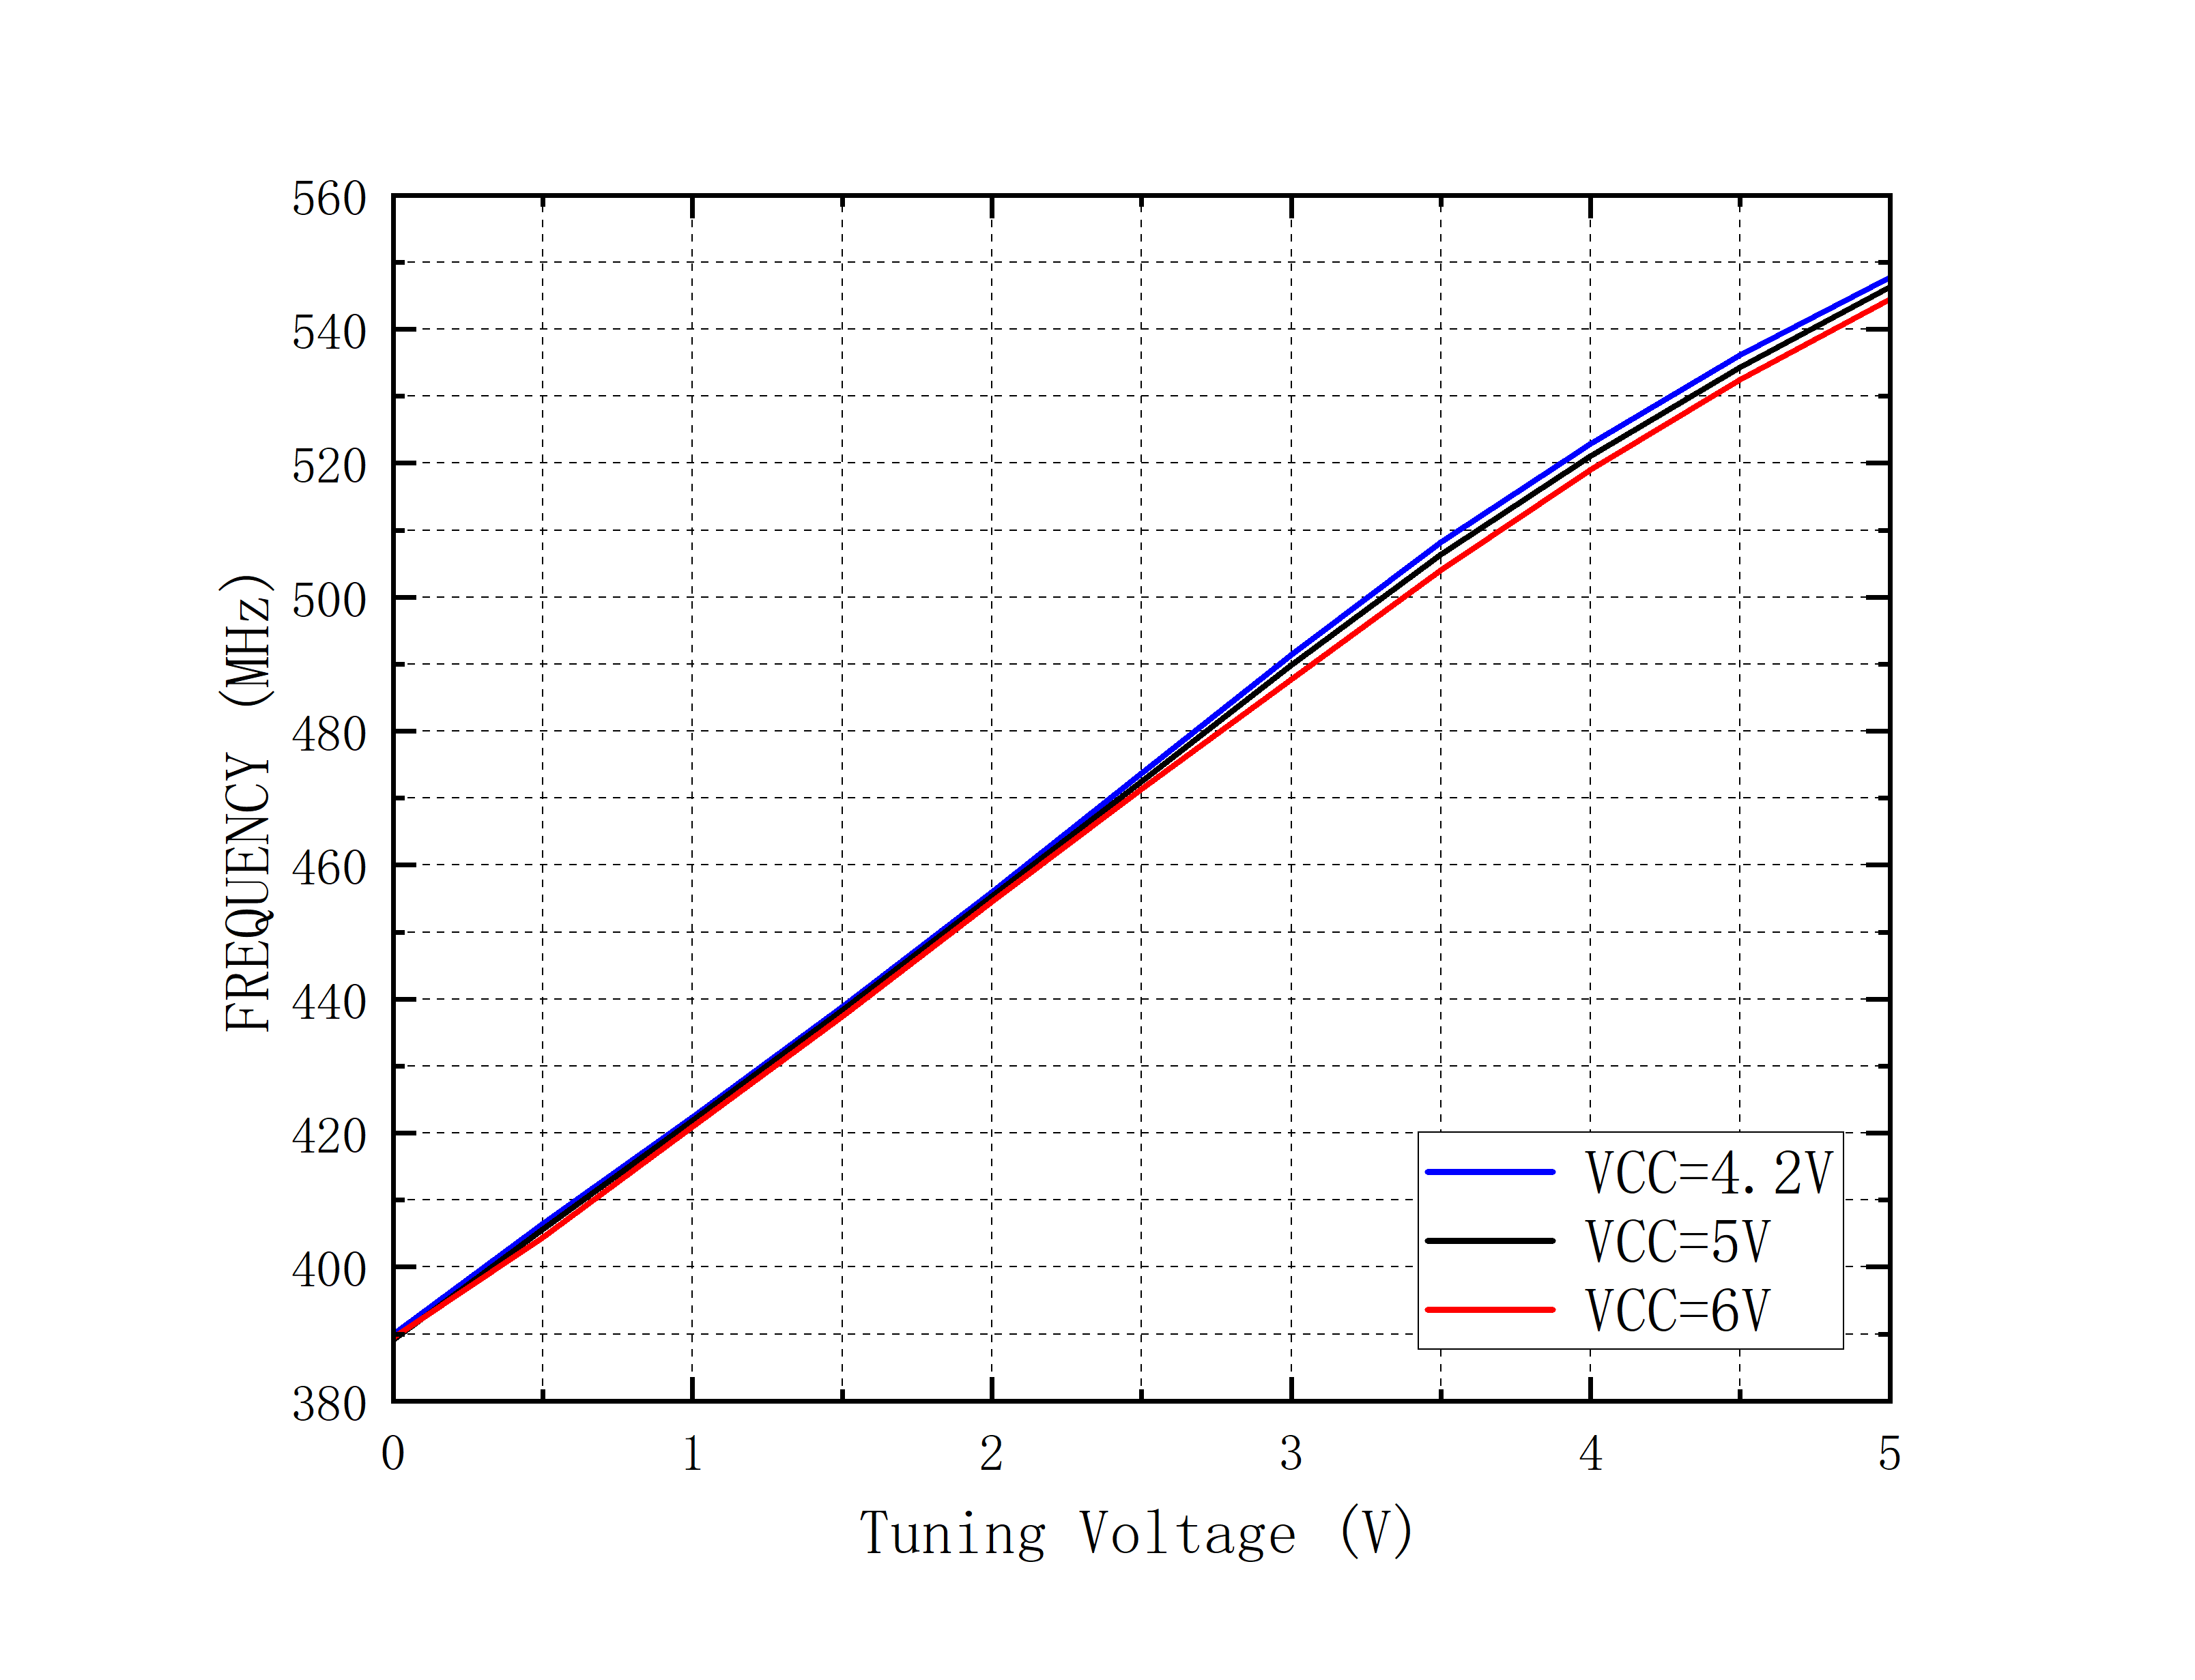 560
540
520
500
480
460
440
420
400
380
FREQUENCY (MHz)
VCC=4.2V
VCC=5V
VCC=6V
0 1 2 3 4 5
Tuning Voltage (V)